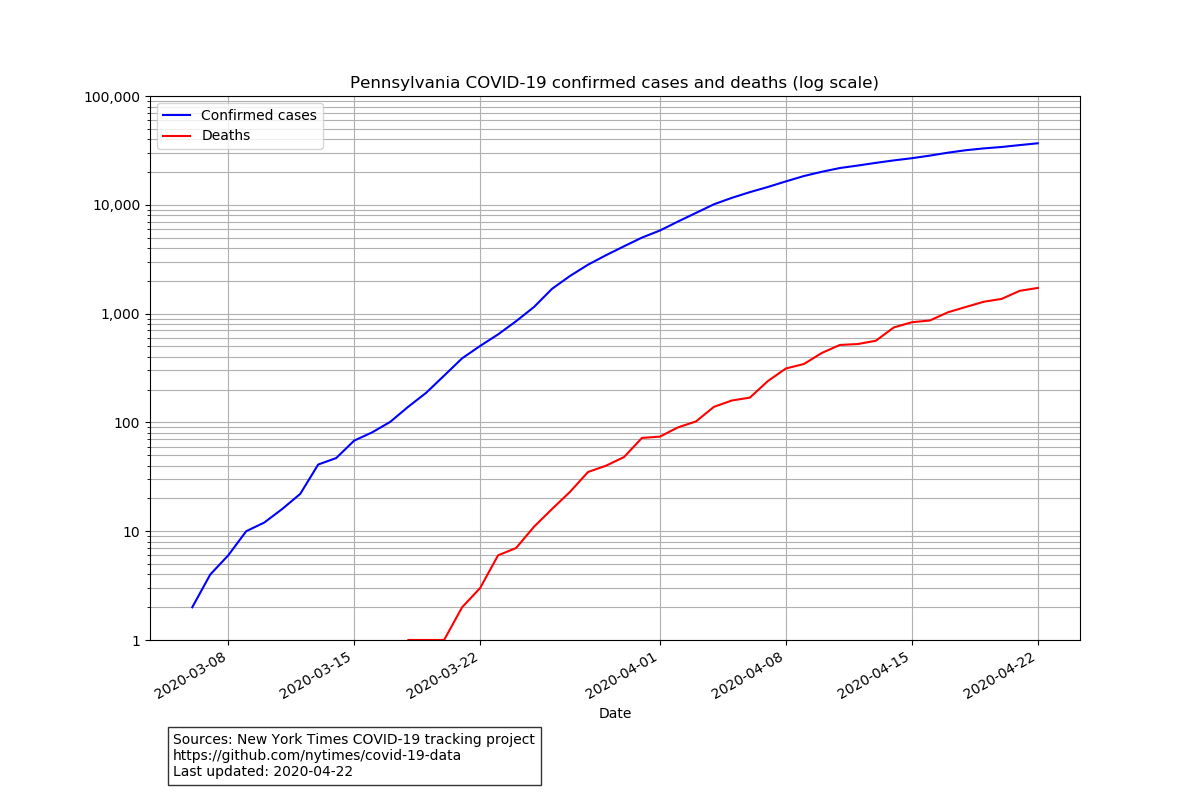 Pennsylvania COVID-19 confirmed cases and deaths (log scale)
100,000
10,000
1,000
100
10
1
Confirmed cases
Deaths
2020-03-08
2020-03-15
2020-03-22
2020-04-01
2020-04-08
2020-04-15
2020-04-22
Date
Sources: New York Times COVID-19 tracking project
https://github.com/nytimes/covid-19-data
Last updated: 2020-04-22